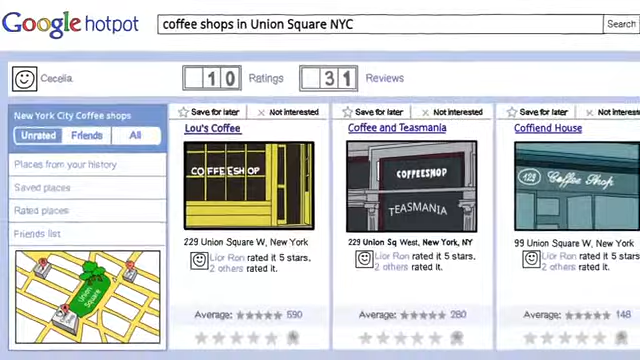 Google hotpot
coffee shops in Union Square NYC
Search
Cecelia.
10 Ratings
31 Reviews
New York City Coffee shops
Unrated Friends All
Places from your history
Saved places
Rated places
Friends list
Union
Square
Save for later × Not interested
Lou's Coffee
COFFEESHOP
229 Union Square W, New York
Lior Ron rated it 5 stars,
2 others rated it.
Average: 590
Save for later × Not interested
Coffee and Teasmania
COFFEESHOP
TEASMANIA
229 Union Sq West, New York, NY
Lior Ron rated it 5 stars,
2 others rated it.
Average: 280
Save for later × Not interested
Coffiend House
128 Coffee Shop
99 Union Square W, New York
Lior Ron rated it 5 stars,
2 others rated it.
Average: 148